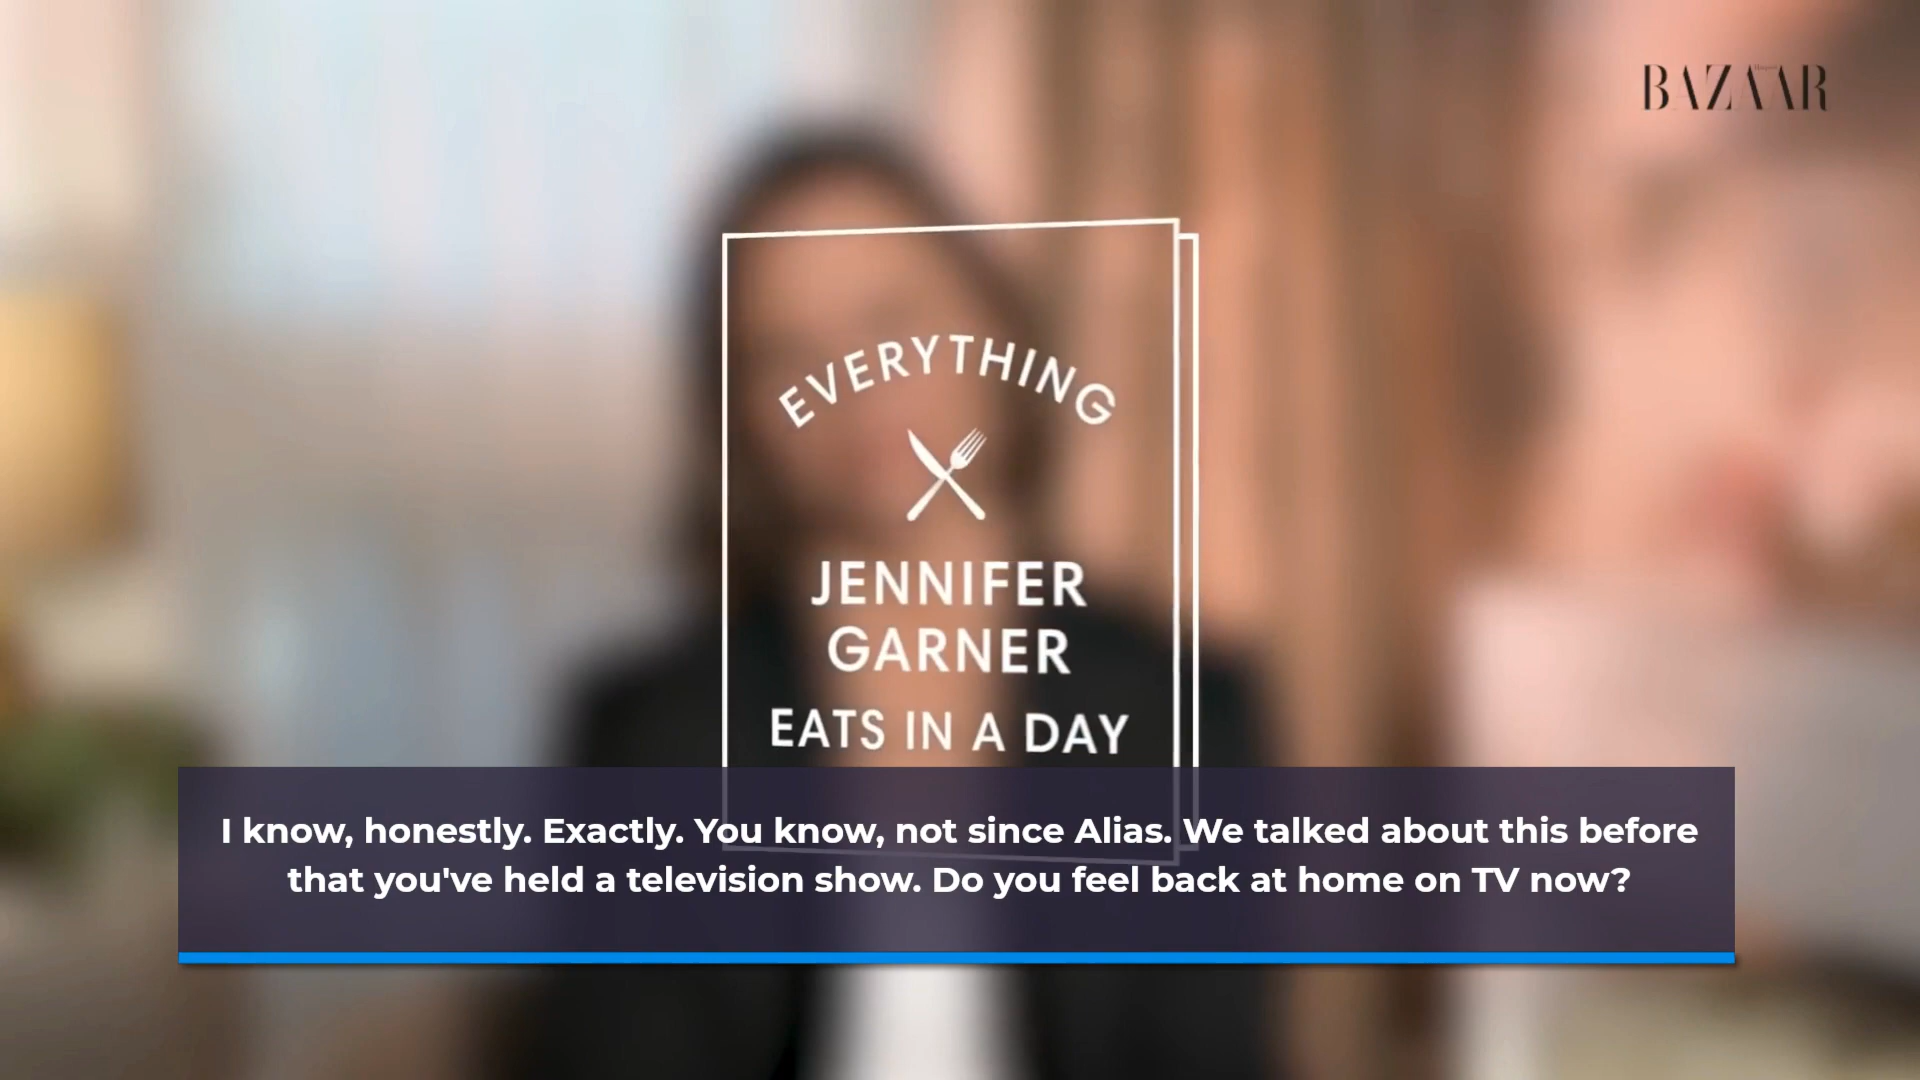 BAZAAR
EVERYTHING
JENNIFER
GARNER
EATS IN A DAY
I know, honestly. Exactly. You know, not since Alias. We talked about this before
that you've held a television show. Do you feel back at home on TV now?